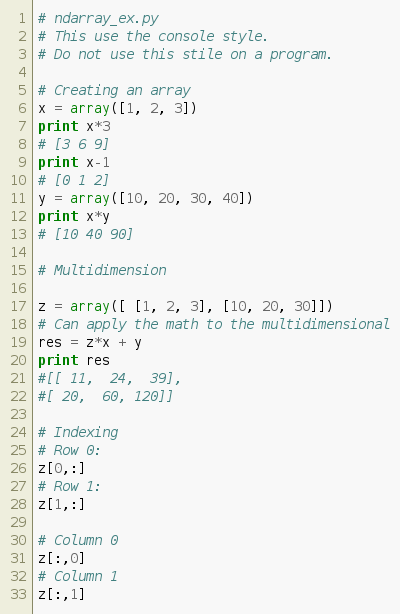 1 # ndarray_ex.py
2 # This use the console style.
3 # Do not use this stile on a program.
4
5 # Creating an array
6 x = array([1, 2, 3])
7 print x*3
8 # [3 6 9]
9 print x-1
10 # [0 1 2]
11 y = array([10, 20, 30, 40])
12 print x*y
13 # [10 40 90]
14
15 # Multidimension
16
17 z = array([ [1, 2, 3], [10, 20, 30]])
18 # Can apply the math to the multidimensional
19 res = z*x + y
20 print res
21 #[[ 11,  24,  39],
22 #[ 20,  60, 120]]
23
24 # Indexing
25 # Row 0:
26 z[0,:]
27 # Row 1:
28 z[1,:]
29
30 # Column 0
31 z[:,0]
32 # Column 1
33 z[:,1]